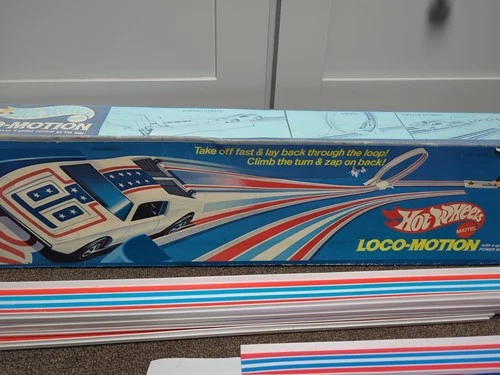 O-MOTION
Take off fast & lay back through the loop!
Climb the turn & zap on back!
Hot Wheels
MATTEL
LOCO-MOTION